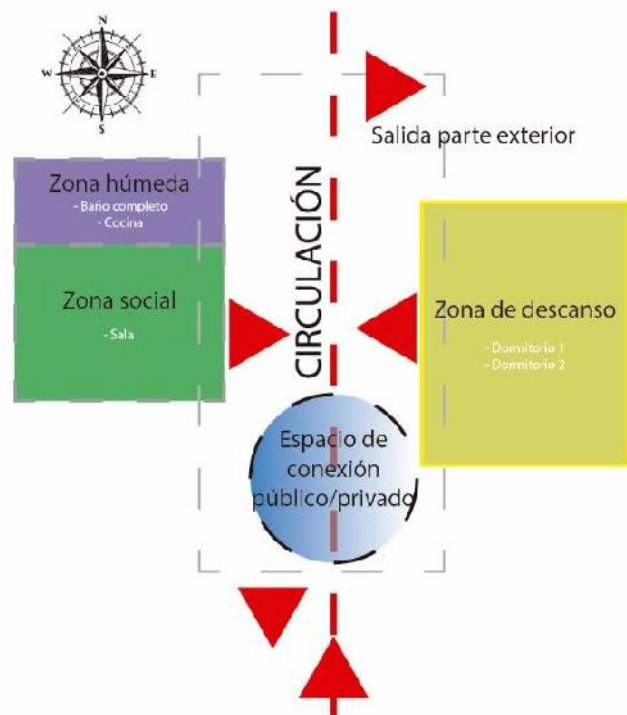 N
W E
S
Salida parte exterior
Zona húmeda
- Baño completo
- Cocina
CIRCULACIÓN
Zona social
- Sala
Zona de descanso
- Dormitorio 1
- Dormitorio 2
Espacio de
conexión
público/privado